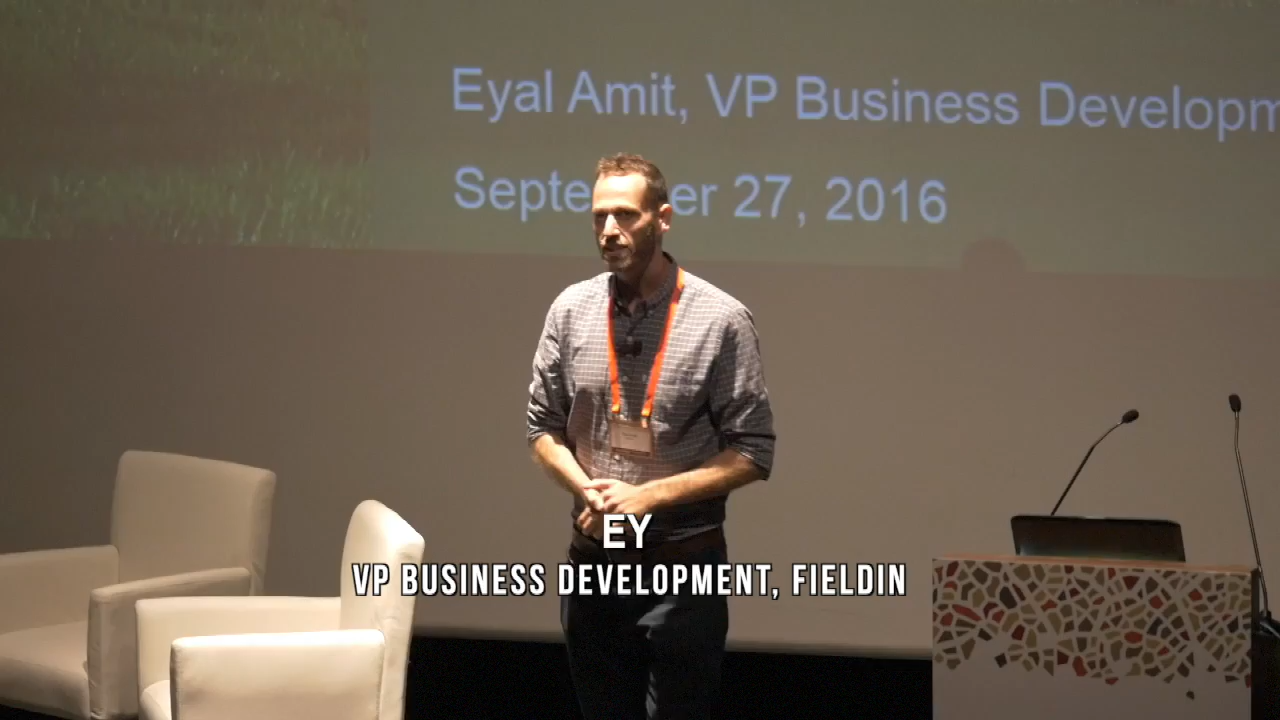 Eyal Amit, VP Business Developm
Septe er 27, 2016
EY
VP BUSINESS DEVELOPMENT, FIELDIN